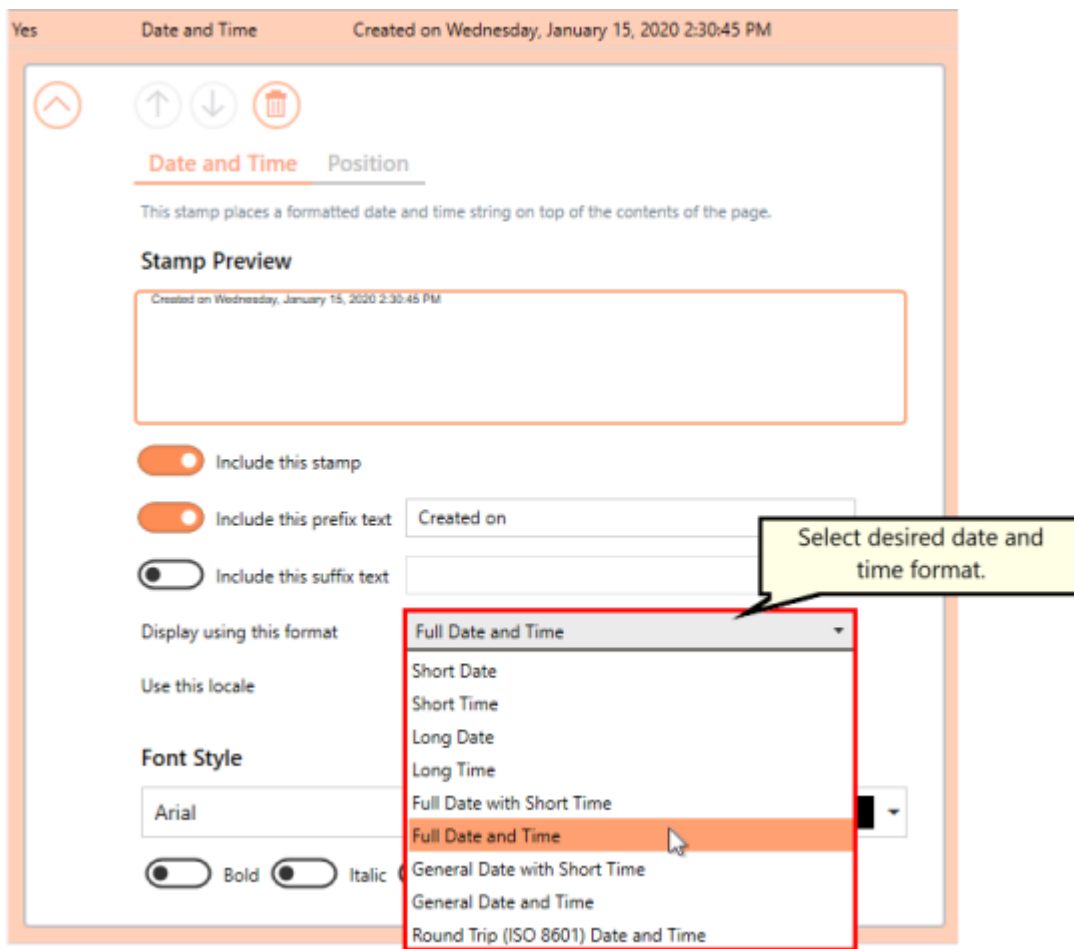 Yes Date and Time Created on Wednesday, January 15, 2020 2:30:45 PM
Date and Time Position
This stamp places a formatted date and time string on top of the contents of the page.
Stamp Preview
Created on Wednesday, January 15, 2020 2:30:45 PM
Include this stamp
Include this prefix text Created on
Select desired date and
time format.
Include this suffix text
Display using this format Full Date and Time
Short Date
Use this locale
Short Time
Long Date
Font Style
Long Time
Arial
Full Date with Short Time
Full Date and Time
Bold Italic
General Date with Short Time
General Date and Time
Round Trip (ISO 8601) Date and Time